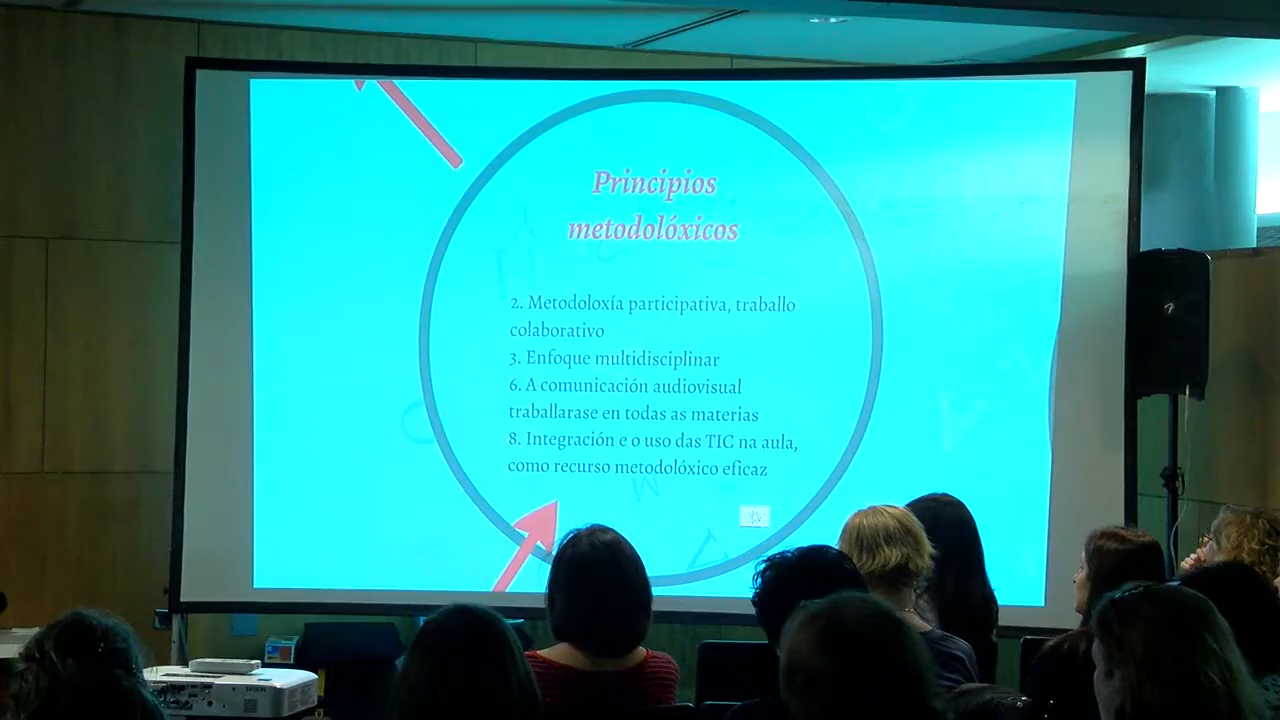 Principios
metodolóxicos
2. Metodoloxía participativa, traballo
colaborativo
3. Enfoque multidisciplinar
6. A comunicación audiovisual
traballarase en todas as materias
8. Integración e o uso das TIC na aula,
como recurso metodolóxico eficaz
EPSON